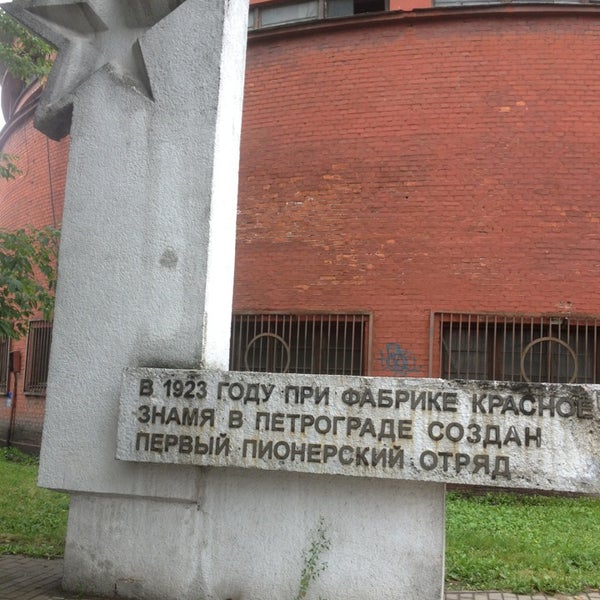 В 1923 ГОДУ ПРИ ФАБРИКЕ КРАСНОЕ
ЗНАМЯ В ПЕТРОГРАДЕ СОЗДАН
ПЕРВЫЙ ПИОНЕРСКИЙ ОТРЯД